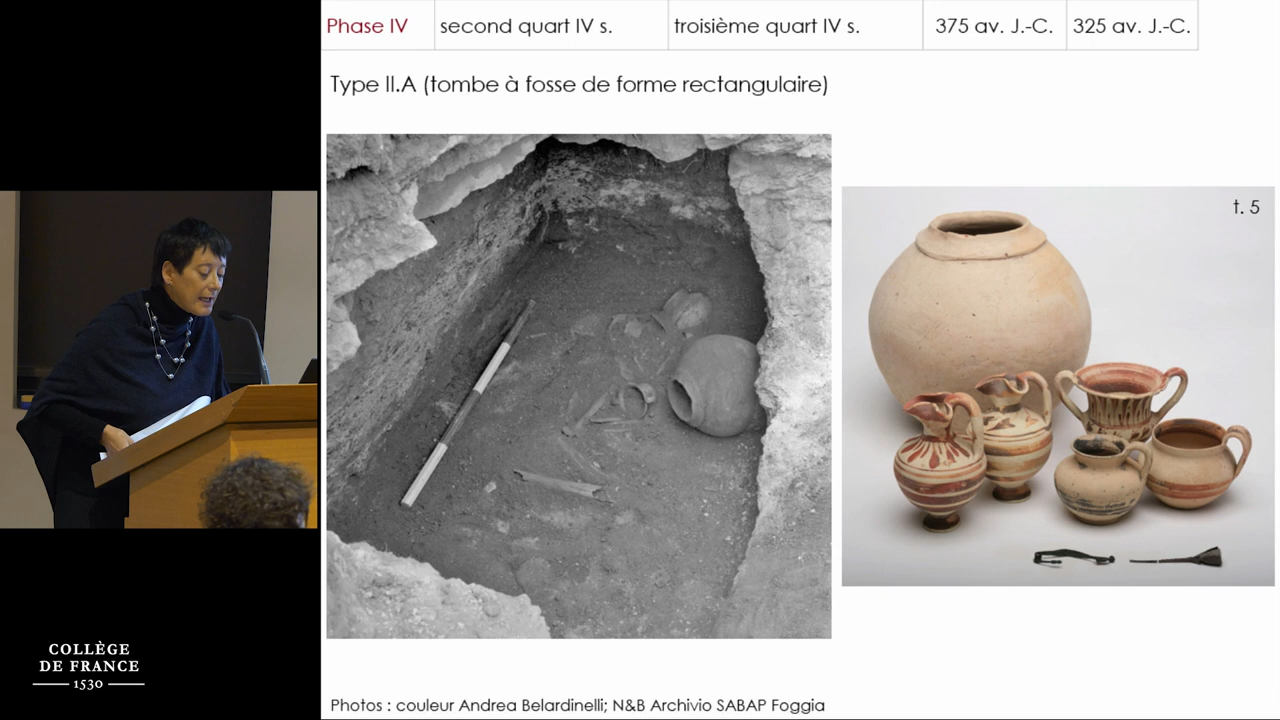 Phase IV
second quart IV s.
troisième quart IV s.
375 av. J.-C.
325 av. J.-C.
Type II.A (tombe à fosse de forme rectangulaire)
t. 5
COLLÈGE
DE FRANCE
1530
Photos : couleur Andrea Belardinelli; N&B Archivio SABAP Foggia